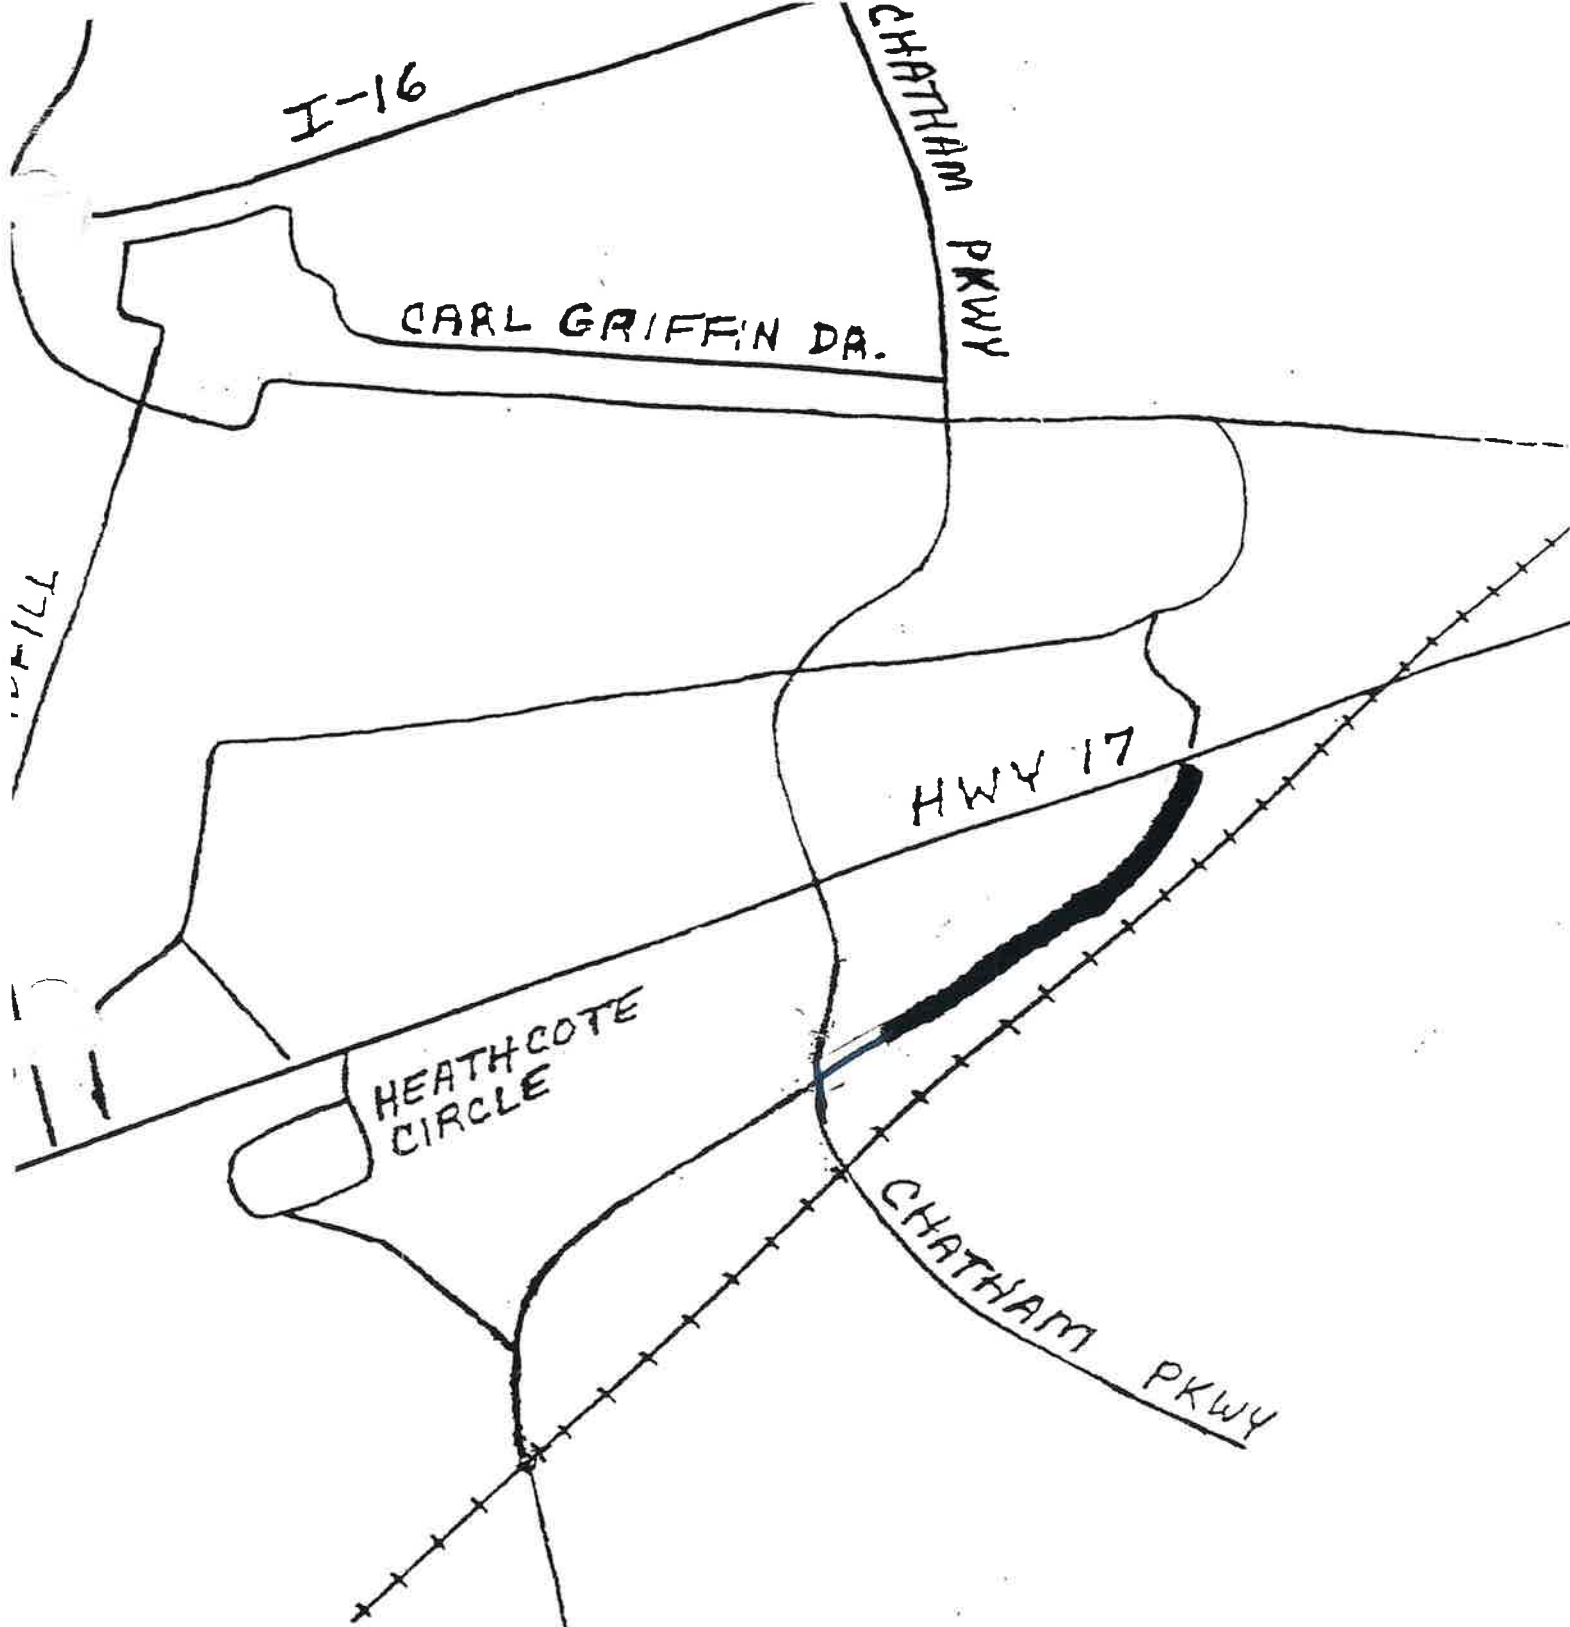 I-16
CHATHAM PKWY
CARL GRIFFIN DR.
HWY 17
HEATHCOTE
CIRCLE
CHATHAM PKWY